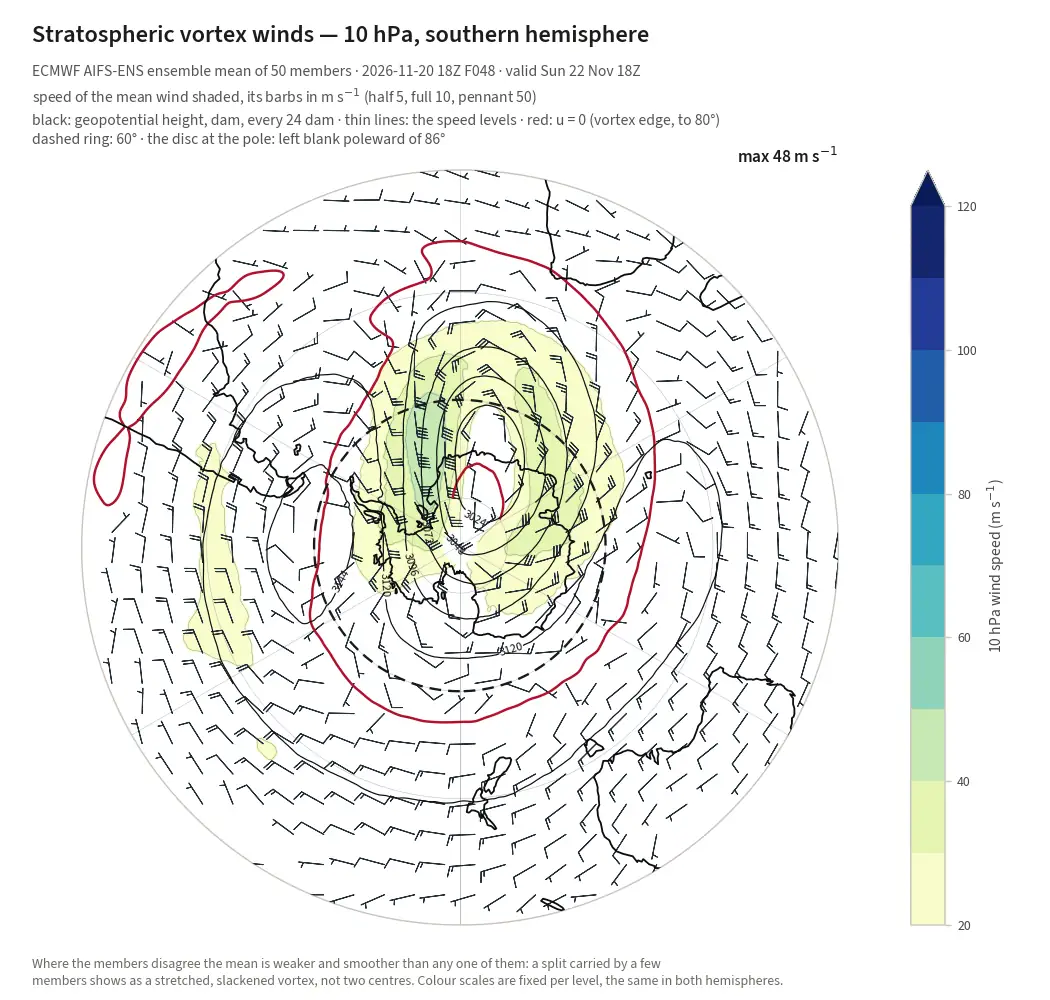 Stratospheric vortex winds — 10 hPa, southern hemisphere
ECMWF AIFS-ENS ensemble mean of 50 members · 2026-11-20 18Z F048 · valid Sun 22 Nov 18Z
speed of the mean wind shaded, its barbs in m s⁻¹ (half 5, full 10, pennant 50)
black: geopotential height, dam, every 24 dam · thin lines: the speed levels · red: u = 0 (vortex edge, to 80°)
dashed ring: 60° · the disc at the pole: left blank poleward of 86°
max 48 m s⁻¹
120
100
80
60
40
20
10 hPa wind speed (m s⁻¹)
3024
3096
3120
3120
Where the members disagree the mean is weaker and smoother than any one of them: a split carried by a few
members shows as a stretched, slackened vortex, not two centres. Colour scales are fixed per level, the same in both hemispheres.